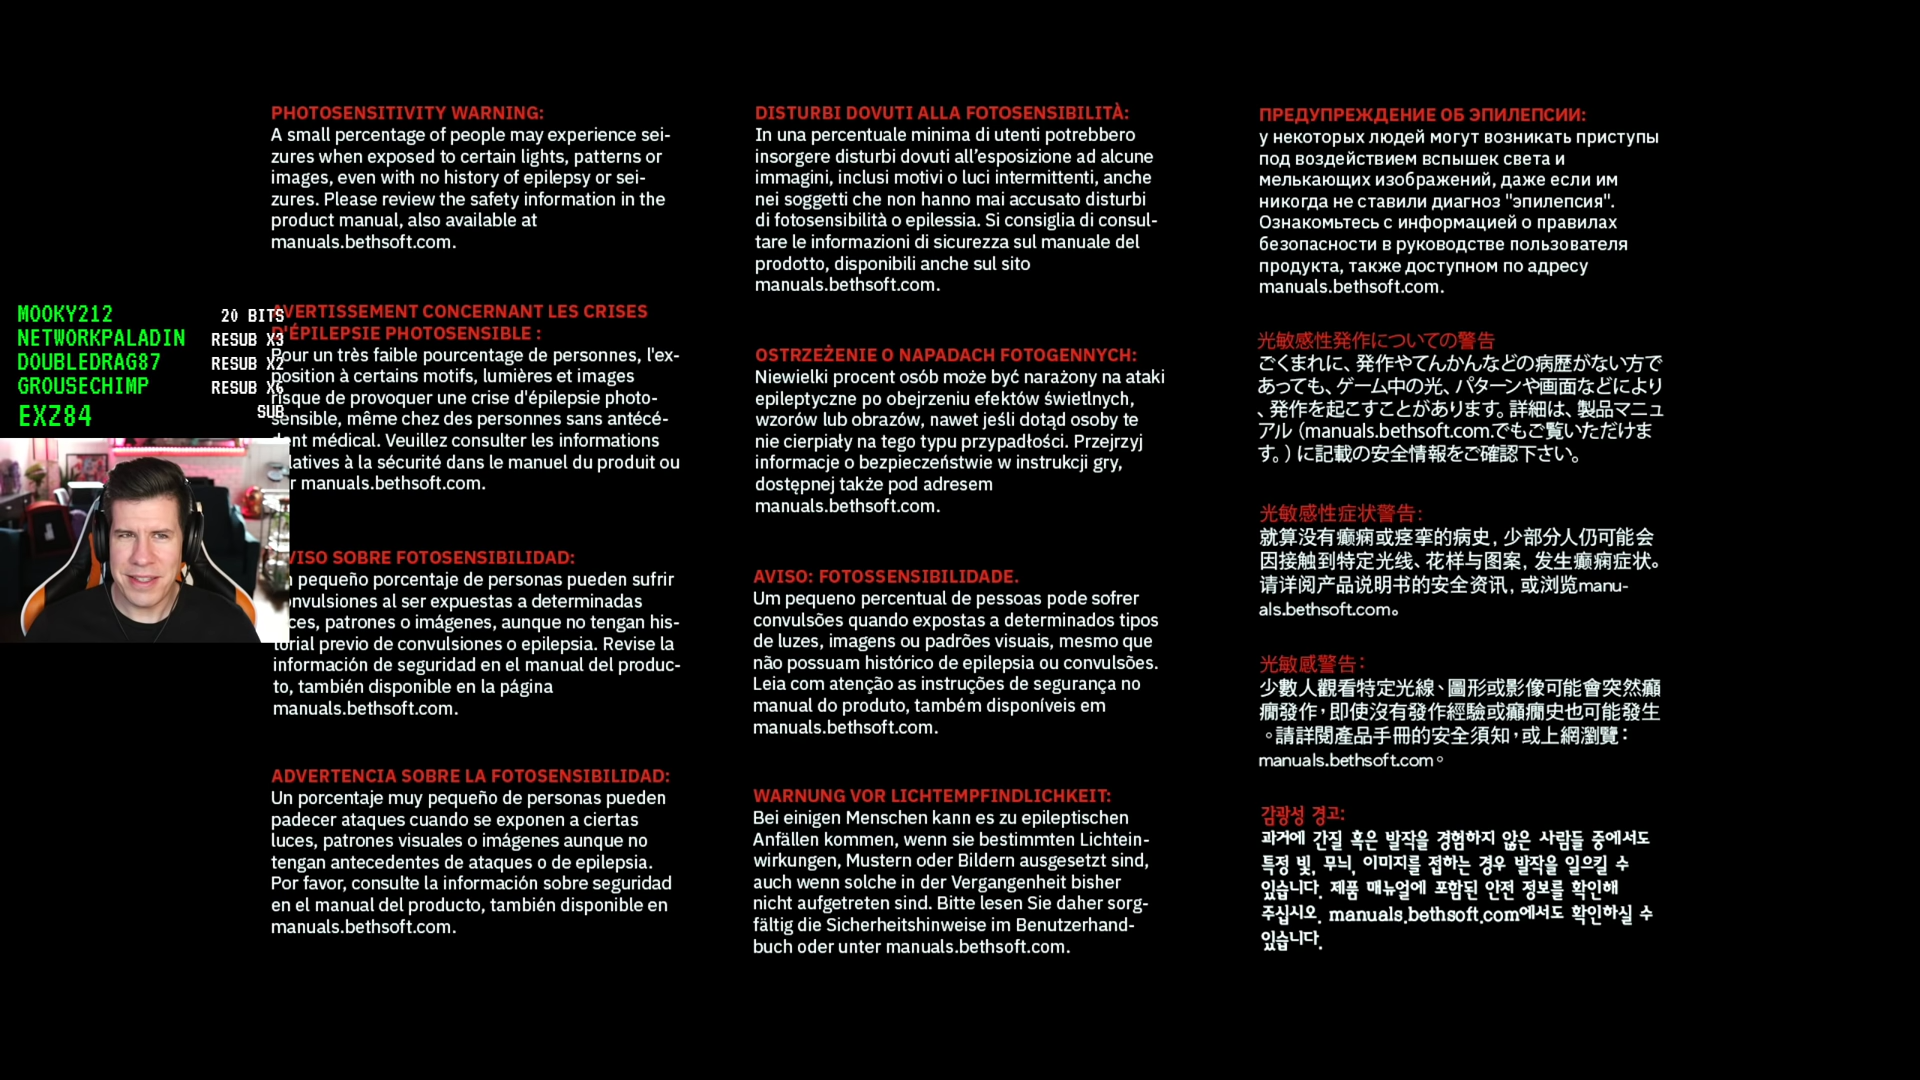 PHOTOSENSITIVITY WARNING:
A small percentage of people may experience sei-
zures when exposed to certain lights, patterns or
images, even with no history of epilepsy or sei-
zures. Please review the safety information in the
product manual, also available at
manuals.bethsoft.com.
AVERTISSEMENT CONCERNANT LES CRISES
D'ÉPILEPSIE PHOTOSENSIBLE :
Pour un très faible pourcentage de personnes, l'ex-
position à certains motifs, lumières et images
risque de provoquer une crise d'épilepsie photo-
sensible, même chez des personnes sans antécé-
dent médical. Veuillez consulter les informations
latives à la sécurité dans le manuel du produit ou
r manuals.bethsoft.com.
MOOKY212 20 BITS
NETWORKPALADIN RESUB X3
DOUBLEDRAG87 RESUB X2
GROUSECHIMP RESUB X6
EXZ84 SUB
VISO SOBRE FOTOSENSIBILIDAD:
n pequeño porcentaje de personas pueden sufrir
onvulsiones al ser expuestas a determinadas
ces, patrones o imágenes, aunque no tengan his-
torial previo de convulsiones o epilepsia. Revise la
información de seguridad en el manual del produc-
to, también disponible en la página
manuals.bethsoft.com.
ADVERTENCIA SOBRE LA FOTOSENSIBILIDAD:
Un porcentaje muy pequeño de personas pueden
padecer ataques cuando se exponen a ciertas
luces, patrones visuales o imágenes aunque no
tengan antecedentes de ataques o de epilepsia.
Por favor, consulte la información sobre seguridad
en el manual del producto, también disponible en
manuals.bethsoft.com.
DISTURBI DOVUTI ALLA FOTOSENSIBILITÀ:
In una percentuale minima di utenti potrebbero
insorgere disturbi dovuti all’esposizione ad alcune
immagini, inclusi motivi o luci intermittenti, anche
nei soggetti che non hanno mai accusato disturbi
di fotosensibilità o epilessia. Si consiglia di consul-
tare le informazioni di sicurezza sul manuale del
prodotto, disponibili anche sul sito
manuals.bethsoft.com.
OSTRZEŻENIE O NAPADACH FOTOGENNYCH:
Niewielki procent osób może być narażony na ataki
epileptyczne po obejrzeniu efektów świetlnych,
wzorów lub obrazów, nawet jeśli dotąd osoby te
nie cierpiały na tego typu przypadłości. Przejrzyj
informacje o bezpieczeństwie w instrukcji gry,
dostępnej także pod adresem
manuals.bethsoft.com.
AVISO: FOTOSSENSIBILIDADE.
Um pequeno percentual de pessoas pode sofrer
convulsões quando expostas a determinados tipos
de luzes, imagens ou padrões visuais, mesmo que
não possuam histórico de epilepsia ou convulsões.
Leia com atenção as instruções de segurança no
manual do produto, também disponíveis em
manuals.bethsoft.com.
WARNUNG VOR LICHTEMPFINDLICHKEIT:
Bei einigen Menschen kann es zu epileptischen
Anfällen kommen, wenn sie bestimmten Lichtein-
wirkungen, Mustern oder Bildern ausgesetzt sind,
auch wenn solche in der Vergangenheit bisher
nicht aufgetreten sind. Bitte lesen Sie daher sorg-
fältig die Sicherheitshinweise im Benutzerhand-
buch oder unter manuals.bethsoft.com.
ПРЕДУПРЕЖДЕНИЕ ОБ ЭПИЛЕПСИИ:
у некоторых людей могут возникать приступы
под воздействием вспышек света и
мелькающих изображений, даже если им
никогда не ставили диагноз "эпилепсия".
Ознакомьтесь с информацией о правилах
безопасности в руководстве пользователя
продукта, также доступном по адресу
manuals.bethsoft.com.
光敏感性発作についての警告
ごくまれに、発作やてんかんなどの病歴がない方で
あっても、ゲーム中の光、パターンや画面などにより
、発作を起こすことがあります。詳細は、製品マニュ
アル（manuals.bethsoft.com.でもご覧いただけま
す。）に記載の安全情報をご確認下さい。
光敏感性症状警告：
就算没有癫痫或痉挛的病史，少部分人仍可能会
因接触到特定光线、花样与图案，发生癫痫症状。
请详阅产品说明书的安全资讯，或浏览manu-
als.bethsoft.com。
光敏感警告：
少數人觀看特定光線、圖形或影像可能會突然癲
癇發作，即使沒有發作經驗或癲癇史也可能發生
。請詳閱產品手冊的安全須知，或上網瀏覽：
manuals.bethsoft.com。
감광성 경고:
과거에 간질 혹은 발작을 경험하지 않은 사람들 중에서도
특정 빛, 무늬, 이미지를 접하는 경우 발작을 일으킬 수
있습니다. 제품 매뉴얼에 포함된 안전 정보를 확인해
주십시오. manuals.bethsoft.com에서도 확인하실 수
있습니다.